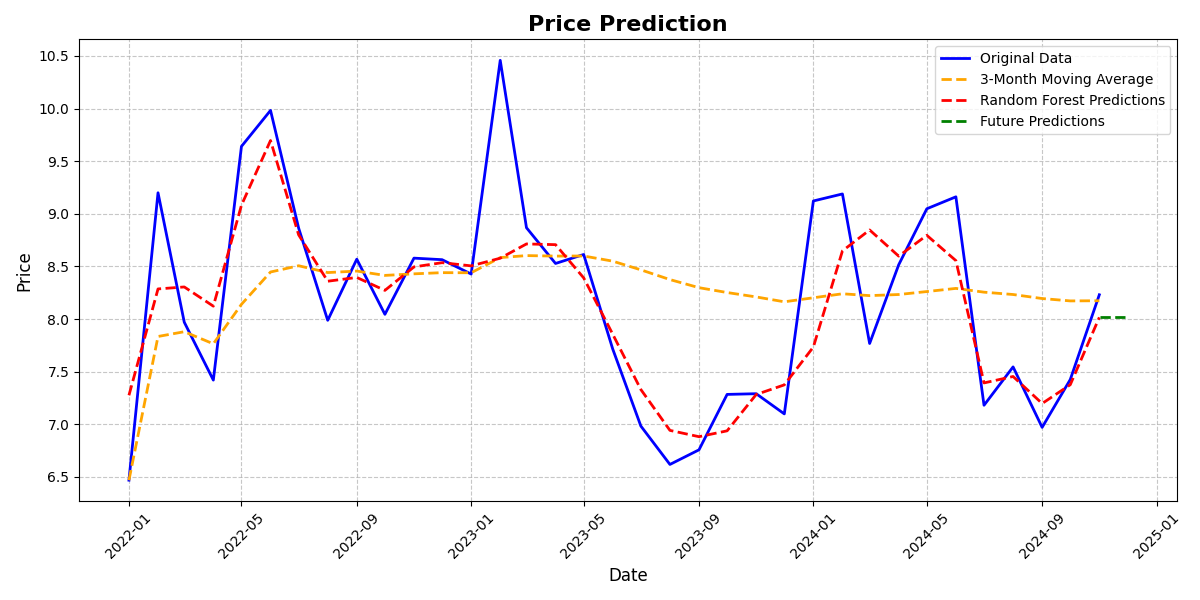 Price Prediction
Original Data
3-Month Moving Average
Random Forest Predictions
Future Predictions
Price
10.5
10.0
9.5
9.0
8.5
8.0
7.5
7.0
6.5
2022-01
2022-05
2022-09
2023-01
2023-05
2023-09
2024-01
2024-05
2024-09
2025-01
Date